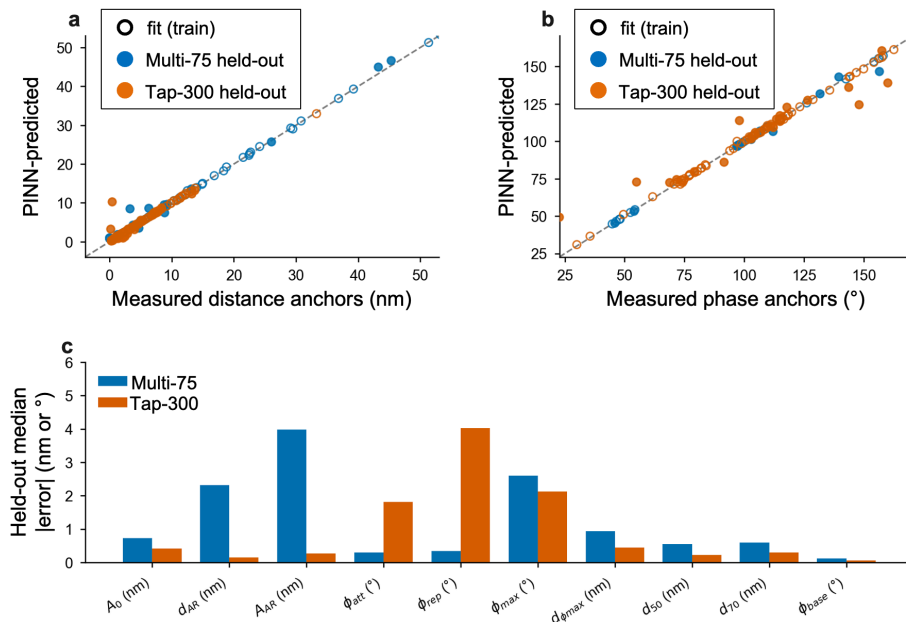 a
fit (train)
Multi-75 held-out
Tap-300 held-out
PINN-predicted
50
40
30
20
10
0
0 10 20 30 40 50
Measured distance anchors (nm)
b
fit (train)
Multi-75 held-out
Tap-300 held-out
PINN-predicted
150
125
100
75
50
25
25 50 75 100 125 150
Measured phase anchors (°)
c
Multi-75
Tap-300
Held-out median
|error| (nm or °)
6
5
4
3
2
1
0
A₀ (nm)
d_AR (nm)
A_AR (nm)
ϕ_att (°)
ϕ_rep (°)
ϕ_max (°)
d_ϕmax (nm)
d₅₀ (nm)
d₇₀ (nm)
ϕ_base (°)